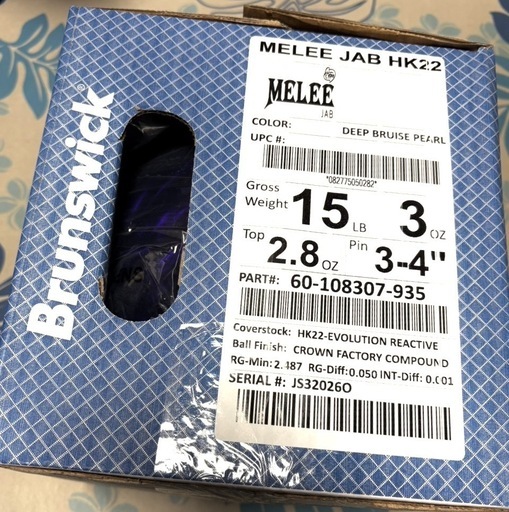 Brunswick
MELEE JAB HK22
MELEE
JAB
COLOR: DEEP BRUISE PEARL
UPC #:
*082775050282*
Gross Weight 15 LB 3 OZ
Top 2.8 OZ Pin 3-4"
PART#: 60-108307-935
Coverstock: HK22-EVOLUTION REACTIVE
Ball Finish: CROWN FACTORY COMPOUND
RG-Min: 2.487 RG-Diff:0.050 INT-Diff: 0.001
SERIAL #: JS32026O